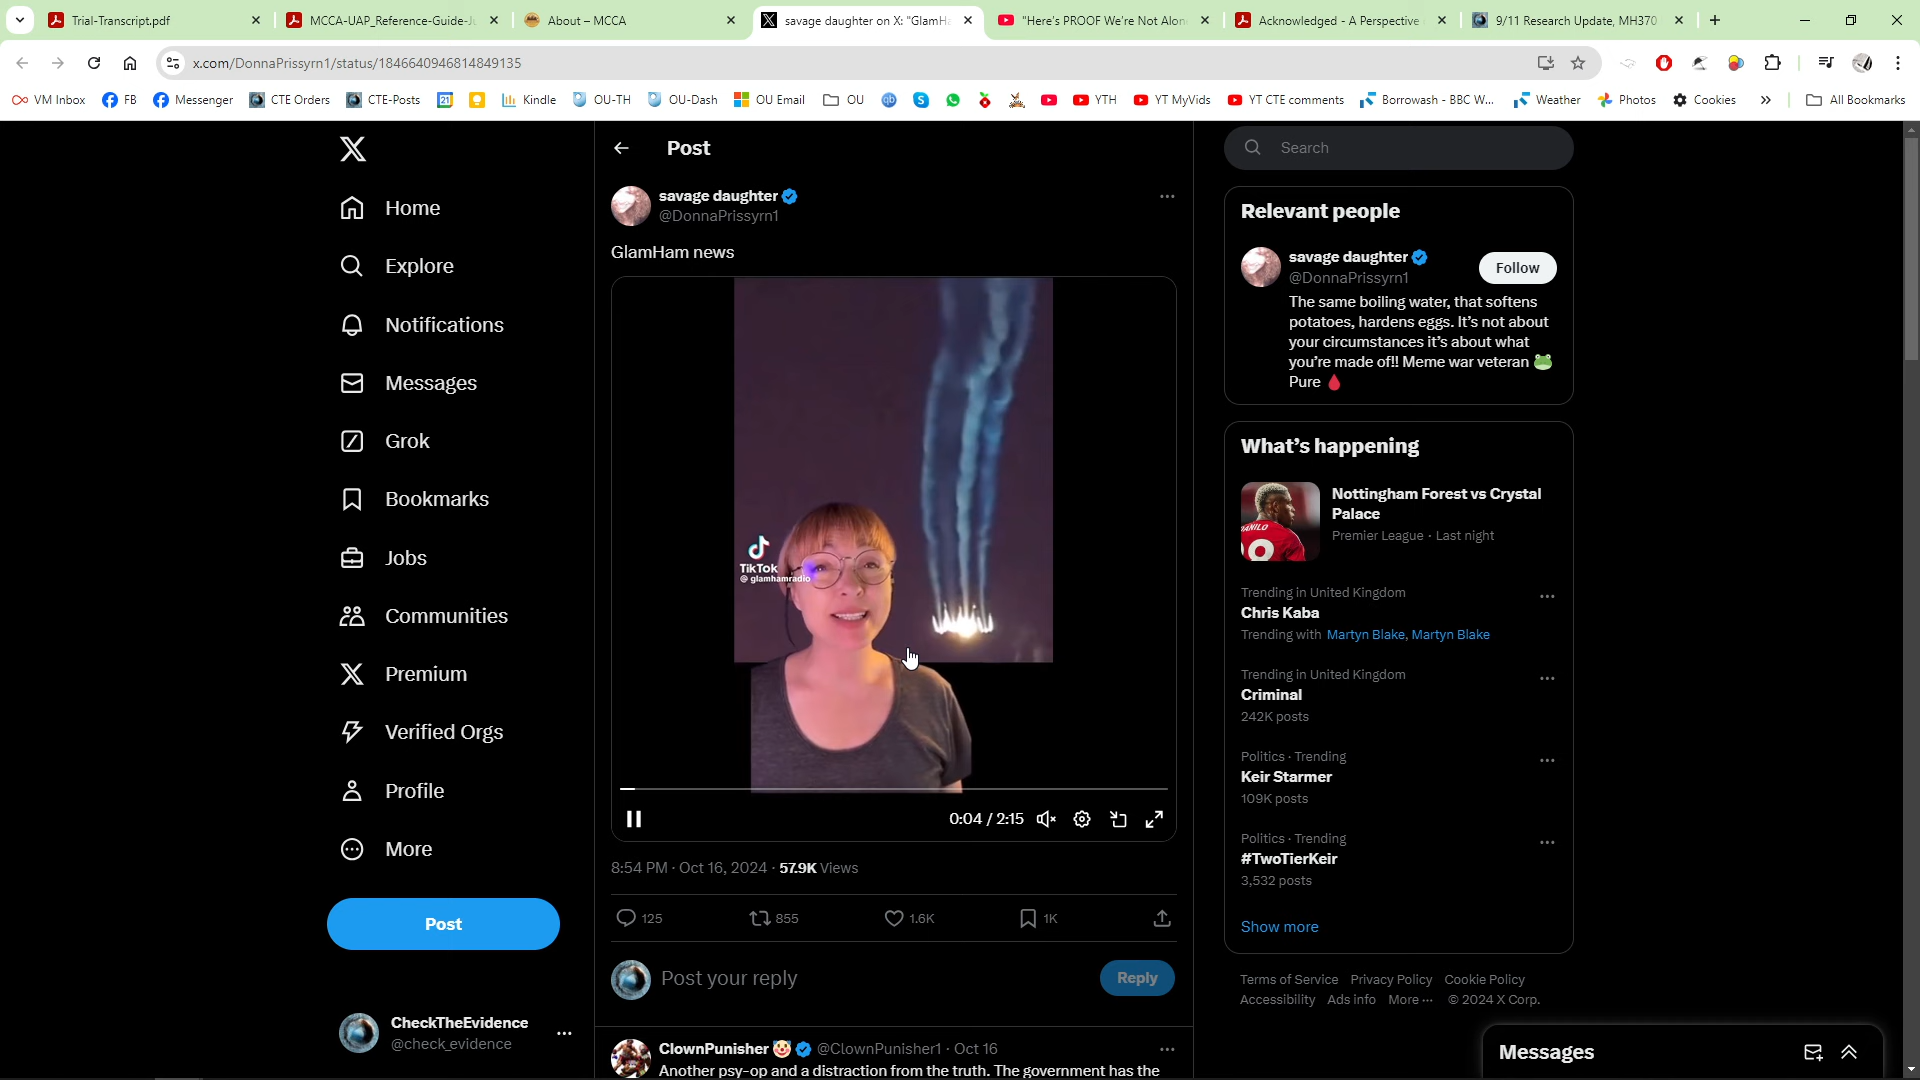 Trial-Transcript.pdf
MCCA-UAP_Reference-Guide-Ju
About – MCCA
savage daughter on X: "GlamHa
"Here's PROOF We're Not Alon
Acknowledged - A Perspective
9/11 Research Update, MH370
x.com/DonnaPrissyrn1/status/1846640946814849135
VM Inbox
FB
Messenger
CTE Orders
CTE-Posts
Kindle
OU-TH
OU-Dash
OU Email
OU
YTH
YT MyVids
YT CTE comments
Borrowash - BBC W...
Weather
Photos
Cookies
All Bookmarks
Home
Explore
Notifications
Messages
Grok
Bookmarks
Jobs
Communities
Premium
Verified Orgs
Profile
More
Post
CheckTheEvidence
@check_evidence
Post
savage daughter
@DonnaPrissyrn1
GlamHam news
TikTok
@ glamhamradio
0:04 / 2:15
8:54 PM · Oct 16, 2024 · 57.9K Views
125
855
1.6K
1K
Post your reply
Reply
ClownPunisher 🤡 @ClownPunisher1 · Oct 16
Another psy-op and a distraction from the truth. The government has the
Search
Relevant people
savage daughter
@DonnaPrissyrn1
Follow
The same boiling water, that softens
potatoes, hardens eggs. It's not about
your circumstances it's about what
you're made of!! Meme war veteran 🐸
Pure 🩸
What's happening
Nottingham Forest vs Crystal
Palace
Premier League · Last night
Trending in United Kingdom
Chris Kaba
Trending with Martyn Blake, Martyn Blake
Trending in United Kingdom
Criminal
242K posts
Politics · Trending
Keir Starmer
109K posts
Politics · Trending
#TwoTierKeir
3,532 posts
Show more
Terms of Service Privacy Policy Cookie Policy
Accessibility Ads info More ··· © 2024 X Corp.
Messages